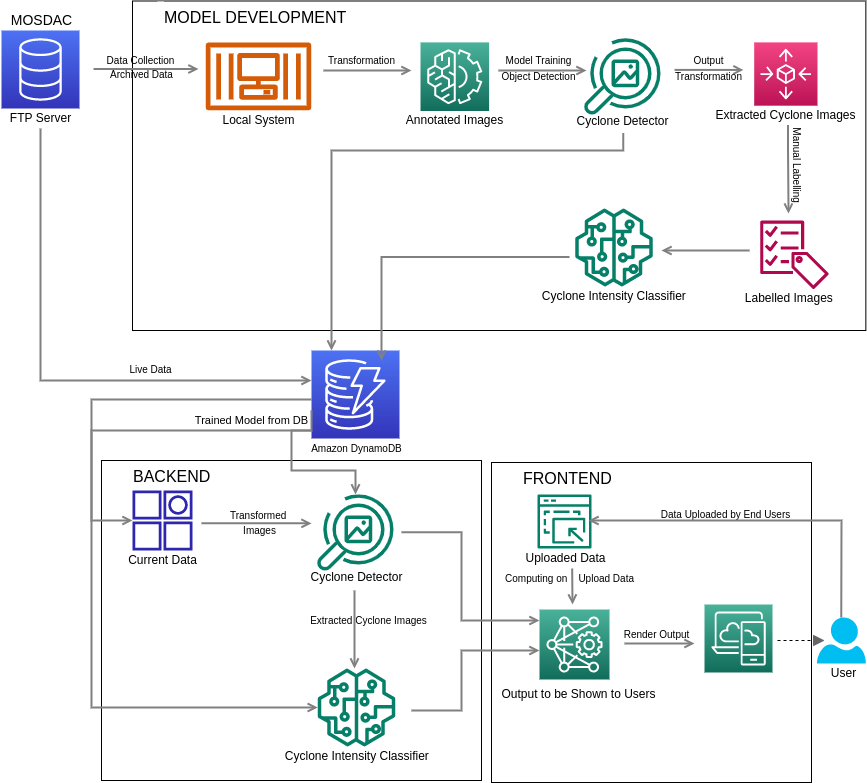 MOSDAC
FTP Server
MODEL DEVELOPMENT
Data Collection
Archived Data
Local System
Transformation
Annotated Images
Model Training
Object Detection
Cyclone Detector
Output
Transformation
Extracted Cyclone Images
Manual Labelling
Labelled Images
Cyclone Intensity Classifier
Live Data
Trained Model from DB
Amazon DynamoDB
BACKEND
Current Data
Transformed
Images
Cyclone Detector
Extracted Cyclone Images
Cyclone Intensity Classifier
FRONTEND
Data Uploaded by End Users
Uploaded Data
Computing on
Upload Data
Output to be Shown to Users
Render Output
User